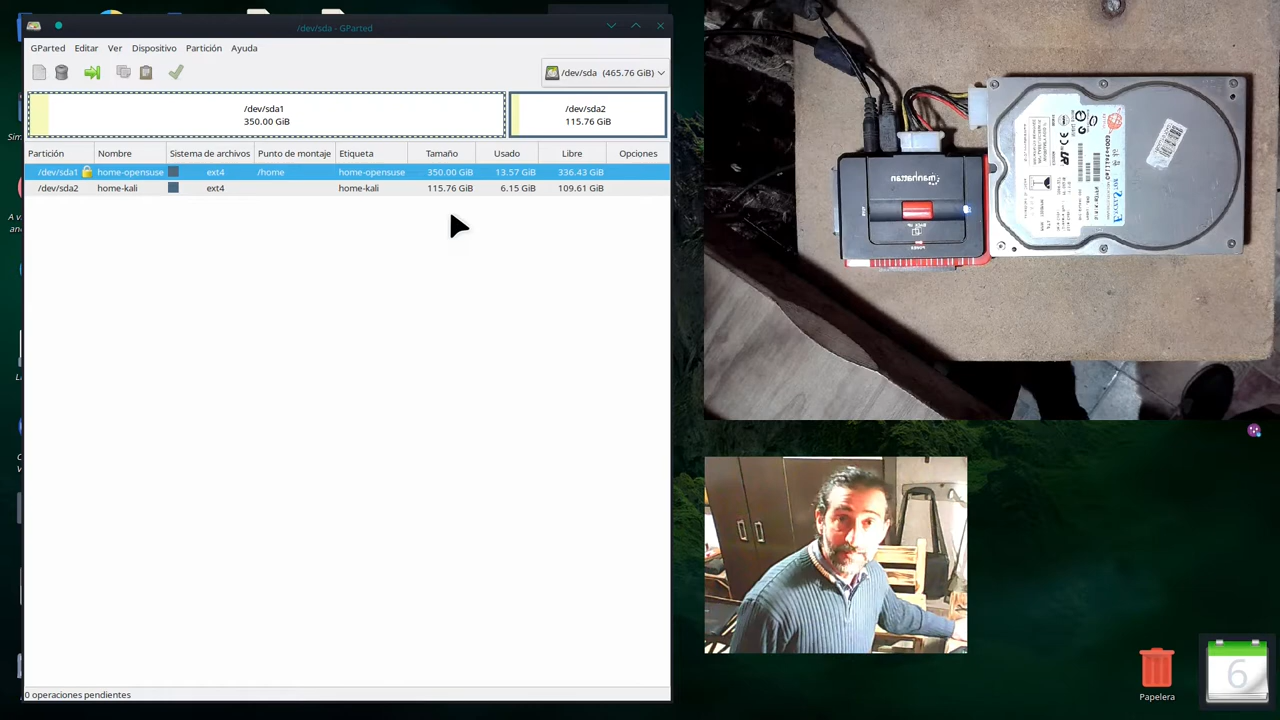 /dev/sda - GParted
GParted Editar Ver Dispositivo Partición Ayuda
/dev/sda (465.76 GiB)
/dev/sda1
350.00 GiB
/dev/sda2
115.76 GiB
Partición Nombre Sistema de archivos Punto de montaje Etiqueta Tamaño Usado Libre Opciones
/dev/sda1 home-opensuse ext4 /home home-opensuse 350.00 GiB 13.57 GiB 336.43 GiB
/dev/sda2 home-kali ext4 home-kali 115.76 GiB 6.15 GiB 109.61 GiB
0 operaciones pendientes
manhattan
POWER
Papelera
6